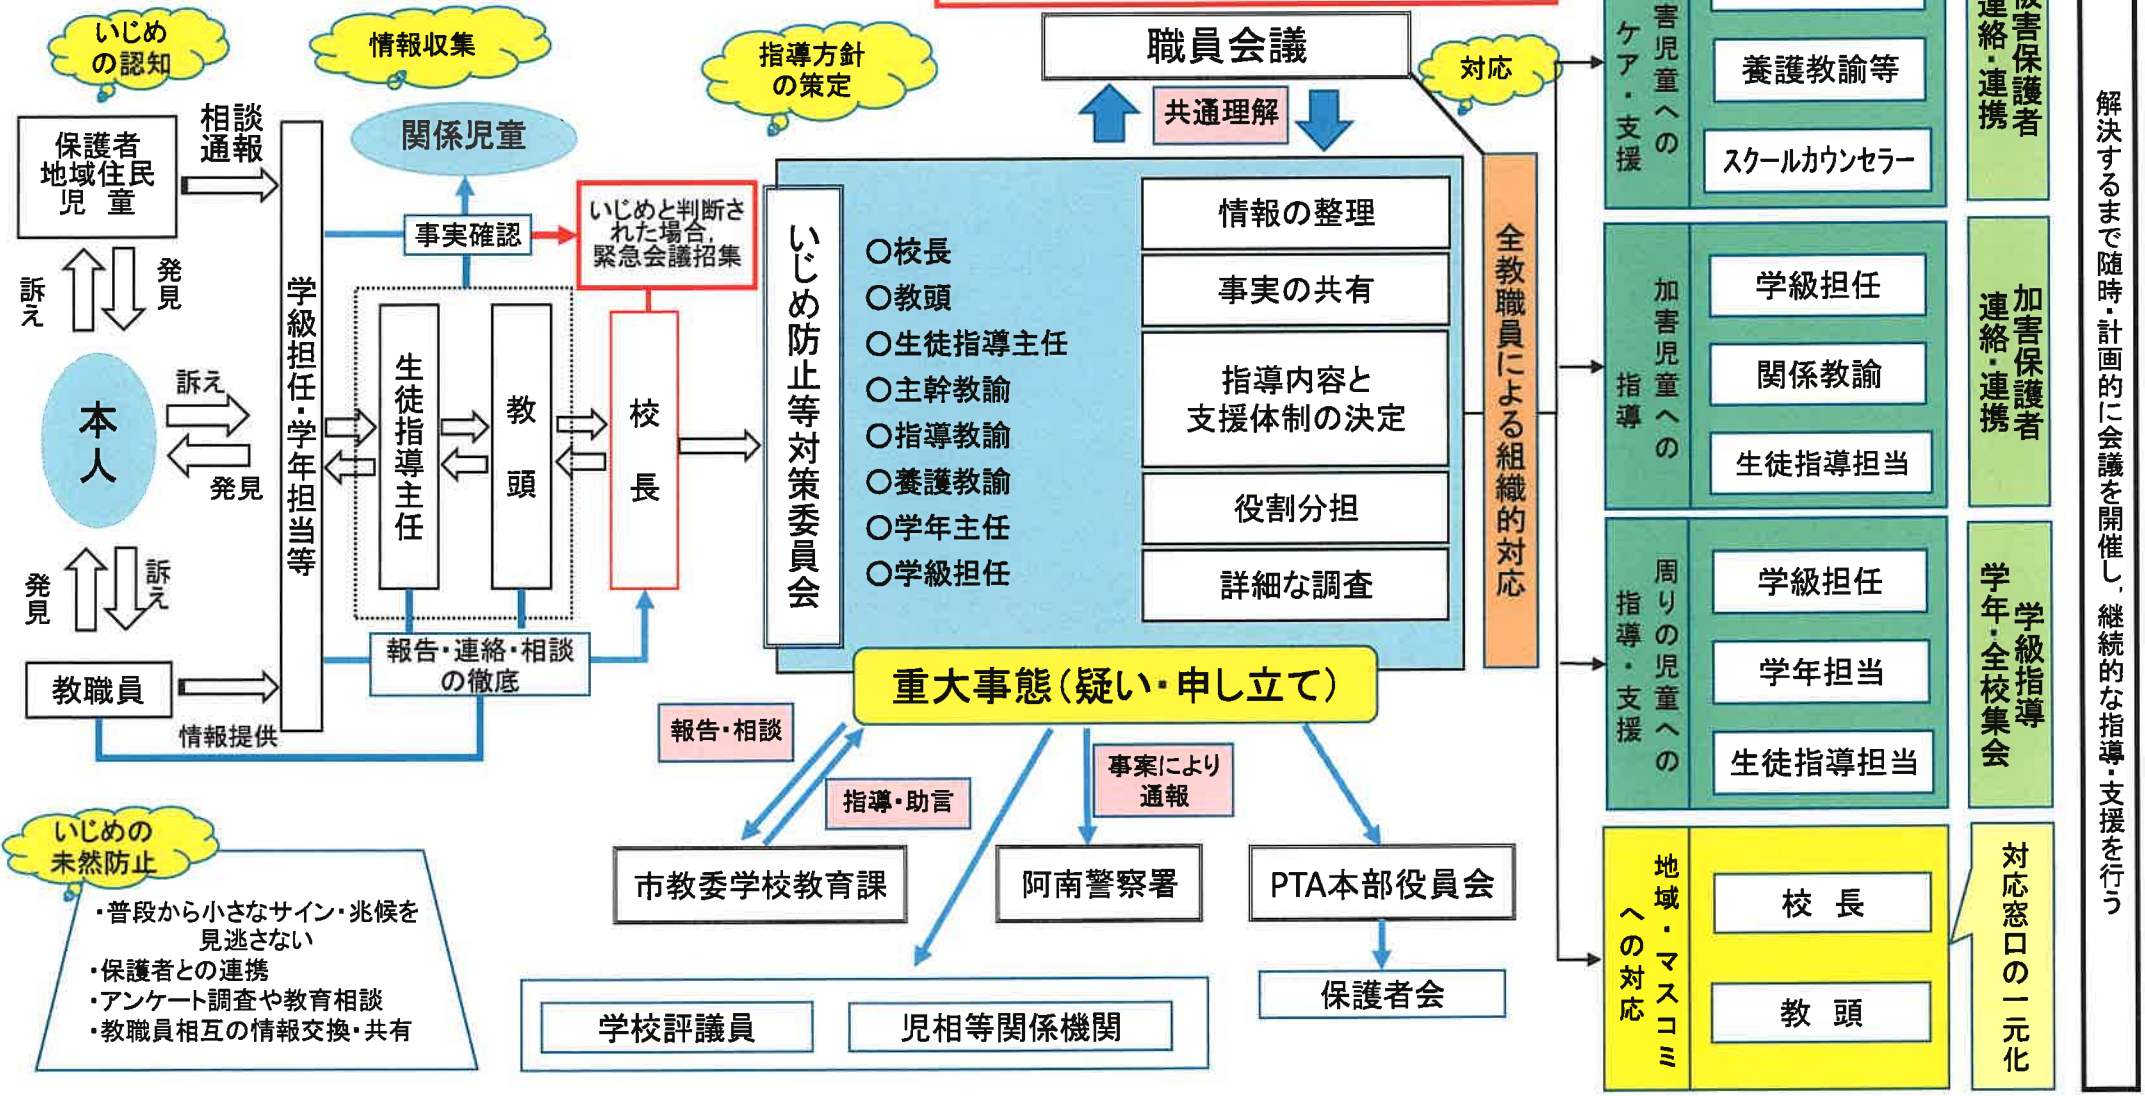 いじめ
の認知
情報収集
指導方針
の策定
職員会議
対応
共通理解
保護者
地域住民
児 童
相談
通報
訴え
発見
本人
訴え
発見
発見
訴え
教職員
情報提供
学級担任・学年担当等
関係児童
事実確認
いじめと判断さ
れた場合,
緊急会議招集
生徒指導主任
教頭
校長
報告・連絡・相談
の徹底
いじめ防止等対策委員会
○校長
○教頭
○生徒指導主任
○主幹教諭
○指導教諭
○養護教諭
○学年主任
○学級担任
情報の整理
事実の共有
指導内容と
支援体制の決定
役割分担
詳細な調査
全教職員による組織的対応
重大事態(疑い・申し立て)
報告・相談
指導・助言
事案により
通報
市教委学校教育課
阿南警察署
PTA本部役員会
保護者会
学校評議員
児相等関係機関
いじめの
未然防止
・普段から小さなサイン・兆候を
見逃さない
・保護者との連携
・アンケート調査や教育相談
・教職員相互の情報交換・共有
害児童への
ケア・支援
養護教諭等
スクールカウンセラー
被害保護者
連絡・連携
加害児童への
指導
学級担任
関係教諭
生徒指導担当
加害保護者
連絡・連携
周りの児童への
指導・支援
学級担任
学年担当
生徒指導担当
学級指導
学年・全校集会
地域・マスコミ
への対応
校 長
教 頭
対応窓口の一元化
解決するまで随時・計画的に会議を開催し,継続的な指導・支援を行う